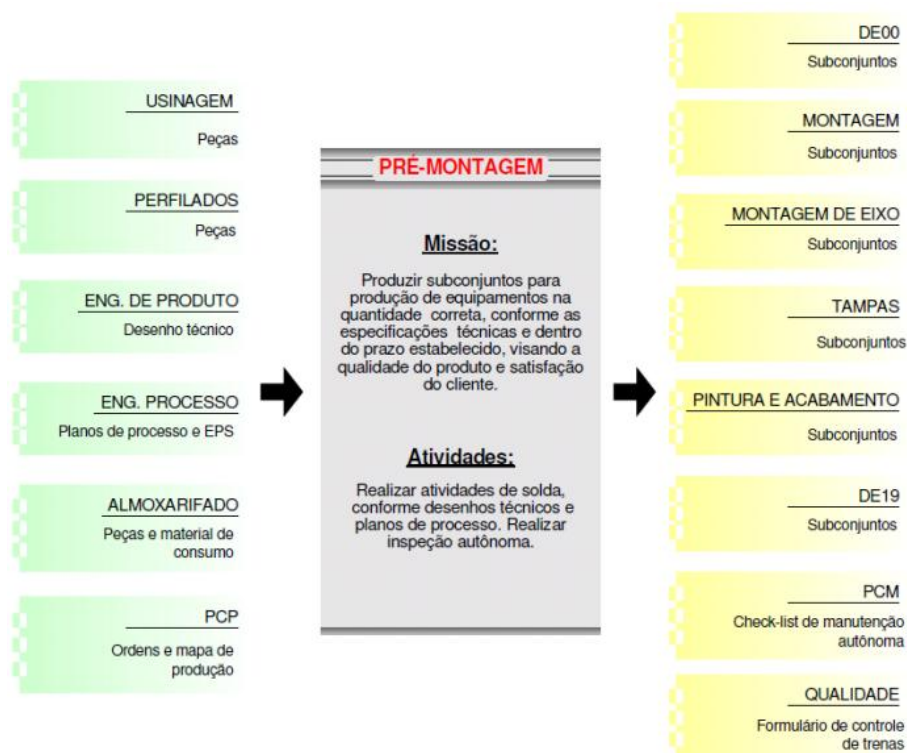 USINAGEM
Peças
PERFILADOS
Peças
ENG. DE PRODUTO
Desenho técnico
ENG. PROCESSO
Planos de processo e EPS
ALMOXARIFADO
Peças e material de
consumo
PCP
Ordens e mapa de
produção
PRÉ-MONTAGEM
Missão:
Produzir subconjuntos para
produção de equipamentos na
quantidade correta, conforme as
especificações técnicas e dentro
do prazo estabelecido, visando a
qualidade do produto e satisfação
do cliente.
Atividades:
Realizar atividades de solda,
conforme desenhos técnicos e
planos de processo. Realizar
inspeção autônoma.
DE00
Subconjuntos
MONTAGEM
Subconjuntos
MONTAGEM DE EIXO
Subconjuntos
TAMPAS
Subconjuntos
PINTURA E ACABAMENTO
Subconjuntos
DE19
Subconjuntos
PCM
Check-list de manutenção
autônoma
QUALIDADE
Formulário de controle
de trenas